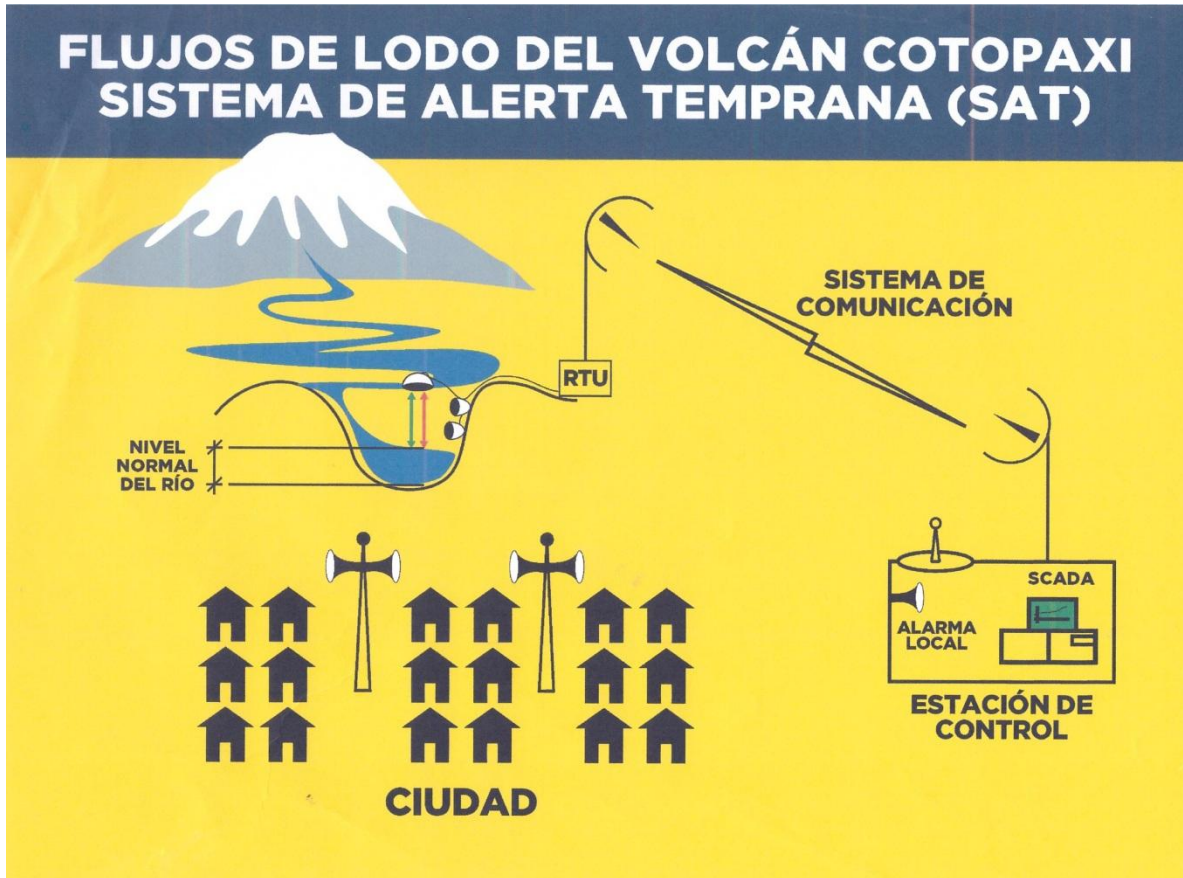 FLUJOS DE LODO DEL VOLCÁN COTOPAXI
SISTEMA DE ALERTA TEMPRANA (SAT)
SISTEMA DE
COMUNICACIÓN
RTU
NIVEL
NORMAL
DEL RÍO
SCADA
ALARMA
LOCAL
ESTACIÓN DE
CONTROL
CIUDAD